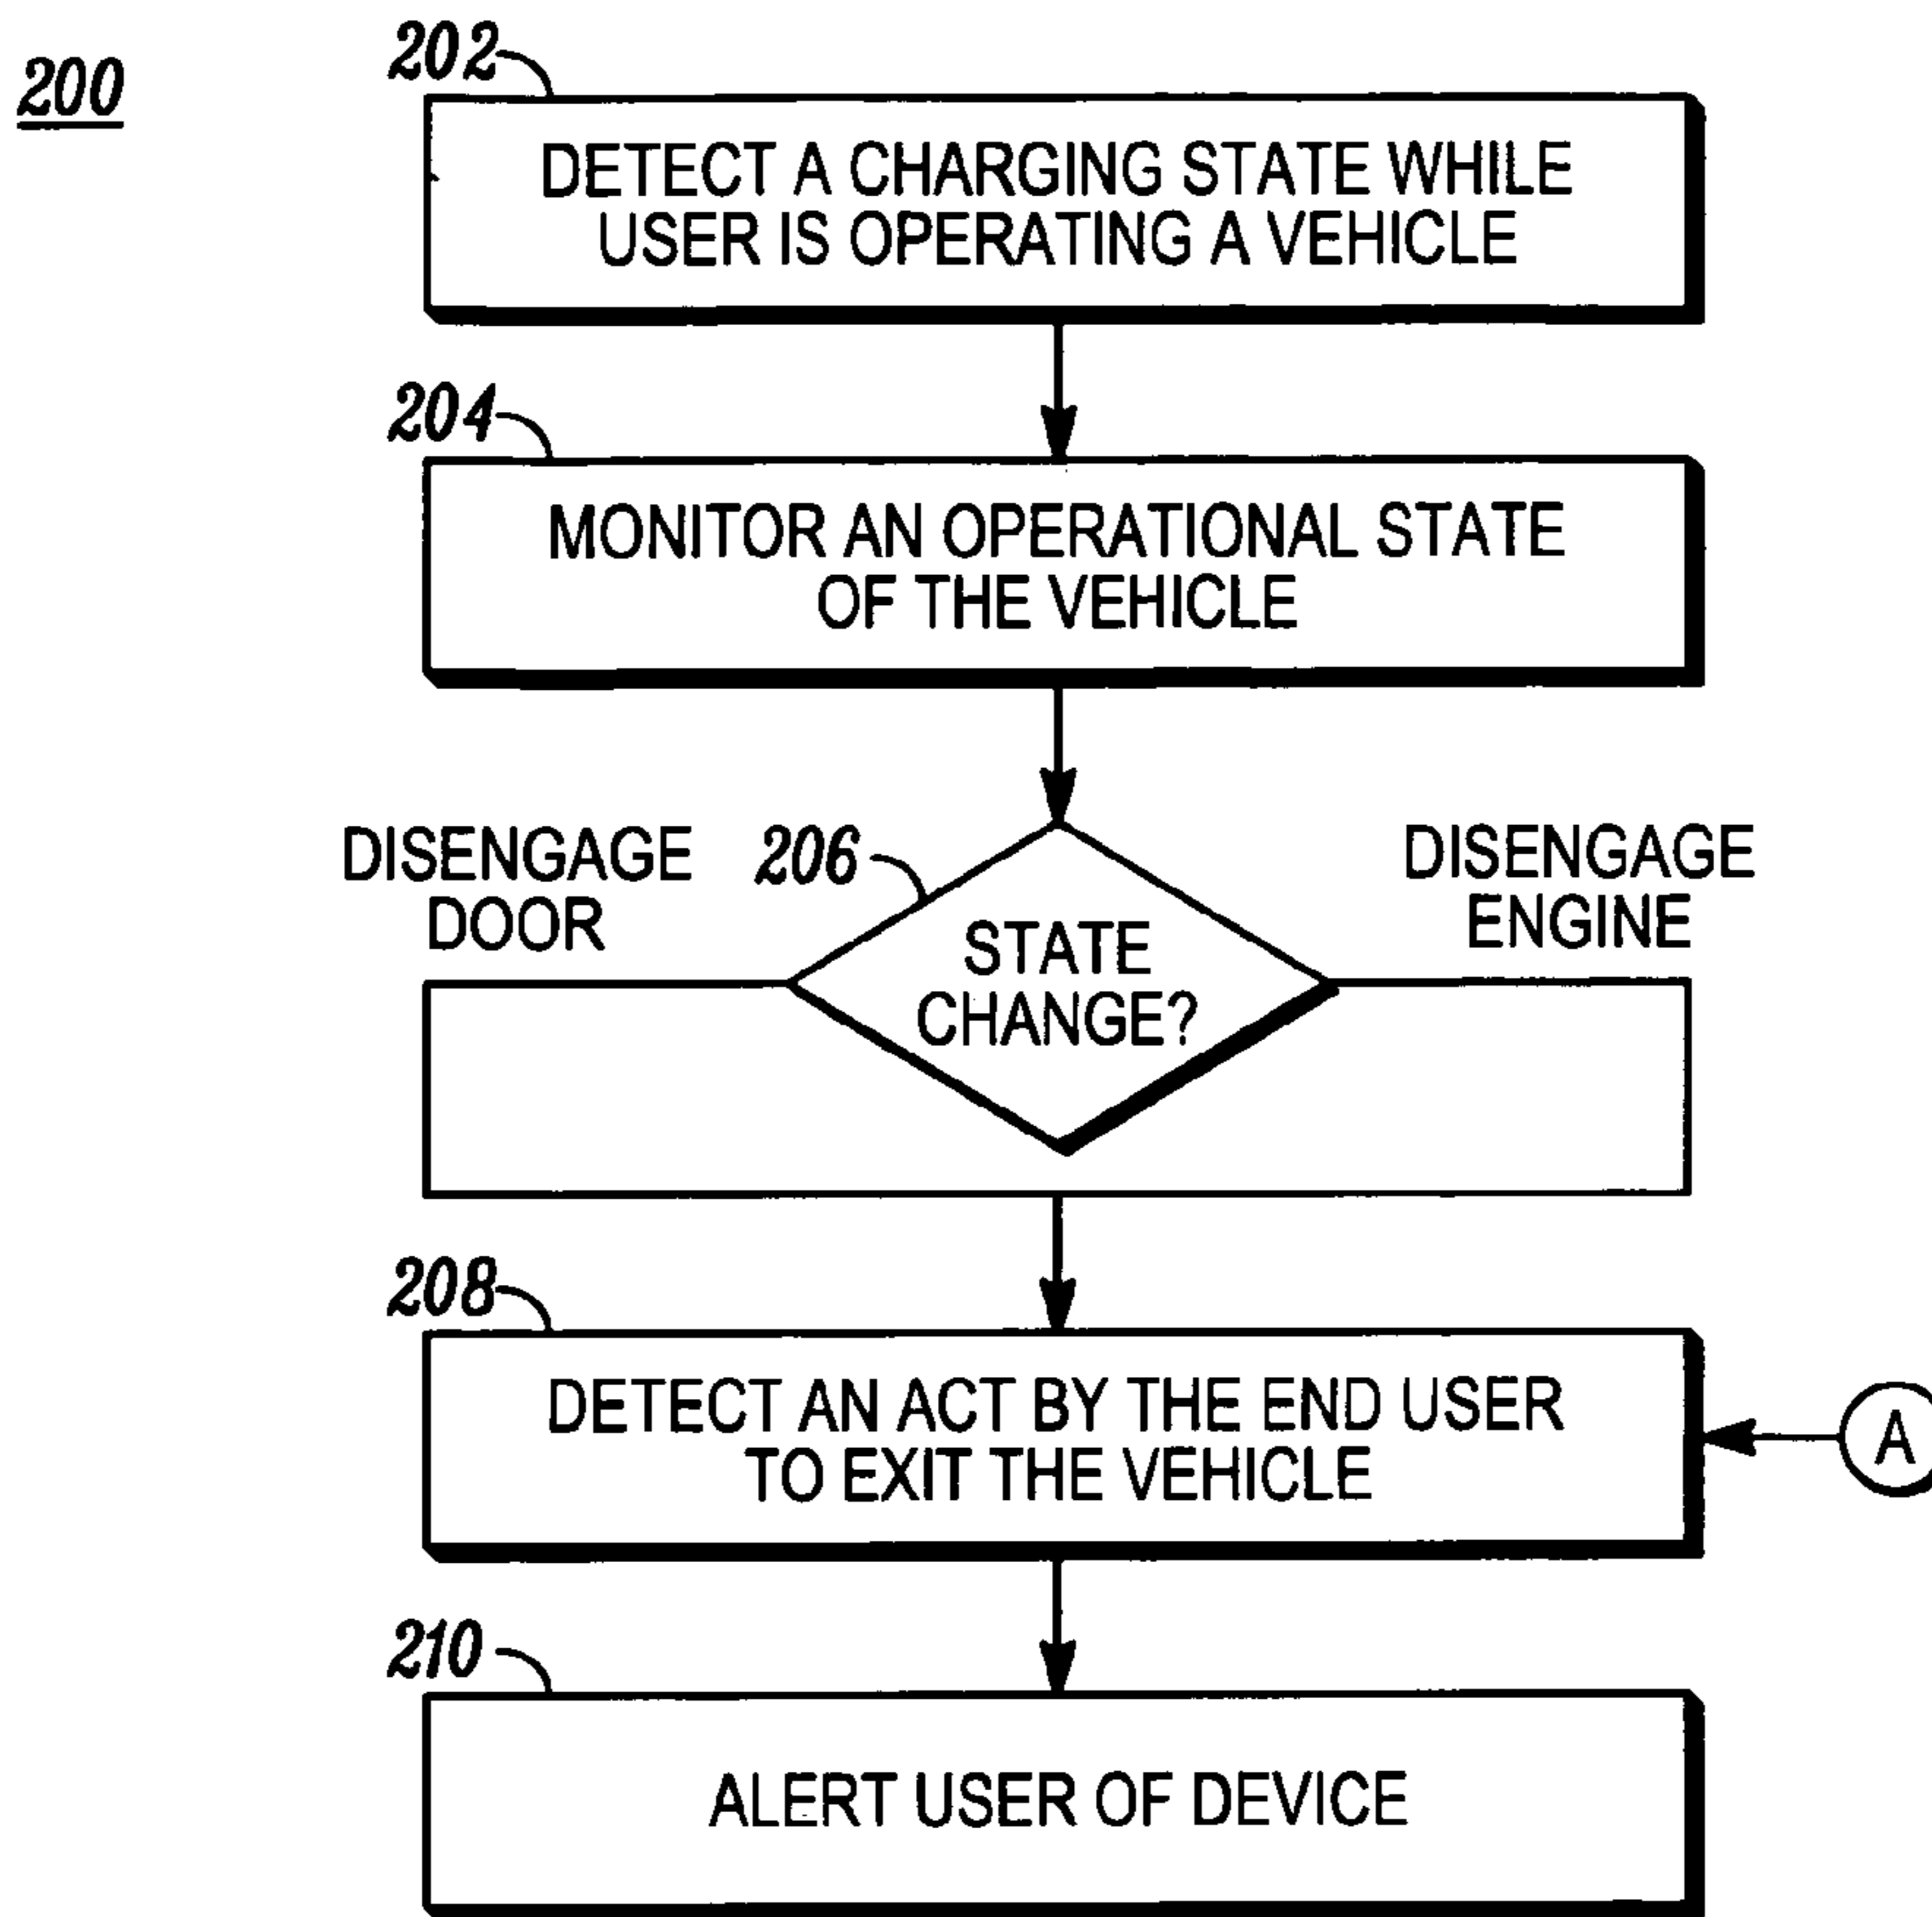 200
202
DETECT A CHARGING STATE WHILE
USER IS OPERATING A VEHICLE
204
MONITOR AN OPERATIONAL STATE
OF THE VEHICLE
DISENGAGE
DOOR
206
STATE
CHANGE?
DISENGAGE
ENGINE
208
DETECT AN ACT BY THE END USER
TO EXIT THE VEHICLE
A
210
ALERT USER OF DEVICE